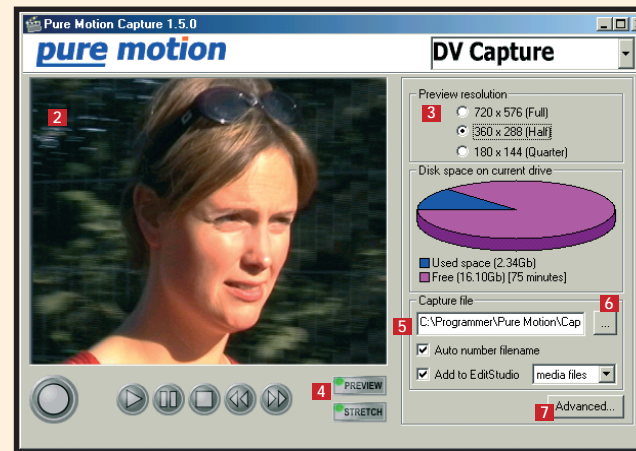 Pure Motion Capture 1.5.0
pure motion
DV Capture
2
Preview resolution
3
720 x 576 (Full)
360 x 288 (Half)
180 x 144 (Quarter)
Disk space on current drive
Used space (2.34Gb)
Free (16.10Gb) [75 minutes]
Capture file
6
5
C:\Programmer\Pure Motion\Cap
...
Auto number filename
Add to EditStudio
media files
4
PREVIEW
STRETCH
7
Advanced...